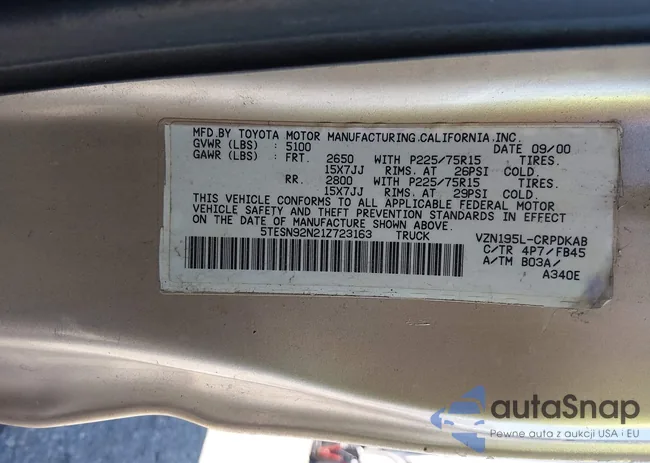 MFD.BY TOYOTA MOTOR MANUFACTURING.CALIFORNIA.INC.
GVWR (LBS) : 5100 DATE 09/00
GAWR (LBS) : FRT. 2650 WITH P225/75R15 TIRES.
15X7JJ RIMS. AT 26PSI COLD.
RR. 2800 WITH P225/75R15 TIRES.
15X7JJ RIMS. AT 29PSI COLD.
THIS VEHICLE CONFORMS TO ALL APPLICABLE FEDERAL MOTOR
VEHICLE SAFETY AND THEFT PREVENTION STANDARDS IN EFFECT
ON THE DATE OF MANUFACTURE SHOWN ABOVE.
5TESN92N21Z723163 TRUCK VZN195L-CRPDKAB
C/TR 4P7/FB45
A/TM B03A/
A340E
autaSnap
Pewne auta z aukcji USA i EU